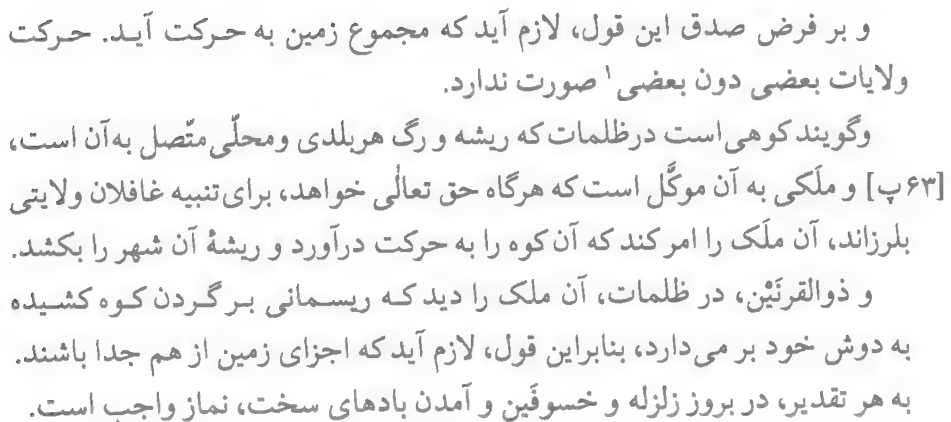 و بر فرض صدق این قول، لازم آید که مجموع زمین به حرکت آید. حرکت
ولایات بعضی دون بعضی۱ صورت ندارد.
وگویند کوهی است درظلمات که ریشه و رگ هربلدی ومحلّی متّصل به آن است،
[۶۳پ] و ملَکی به آن موکَّل است که هرگاه حق تعالٰی خواهد، برای تنبیه غافلان ولایتی
بلرزاند، آن ملَک را امر کند که آن کوه را به حرکت درآورد و ریشۀ آن شهر را بکشد.
و ذوالقرنَیْن، در ظلمات، آن ملک را دید که ریسمانی بر گردن کوه کشیده
به دوش خود بر می‌دارد، بنابراین قول، لازم آید که اجزای زمین از هم جدا باشند.
به هر تقدیر، در بروز زلزله و خسوفَین و آمدن بادهای سخت، نماز واجب است.